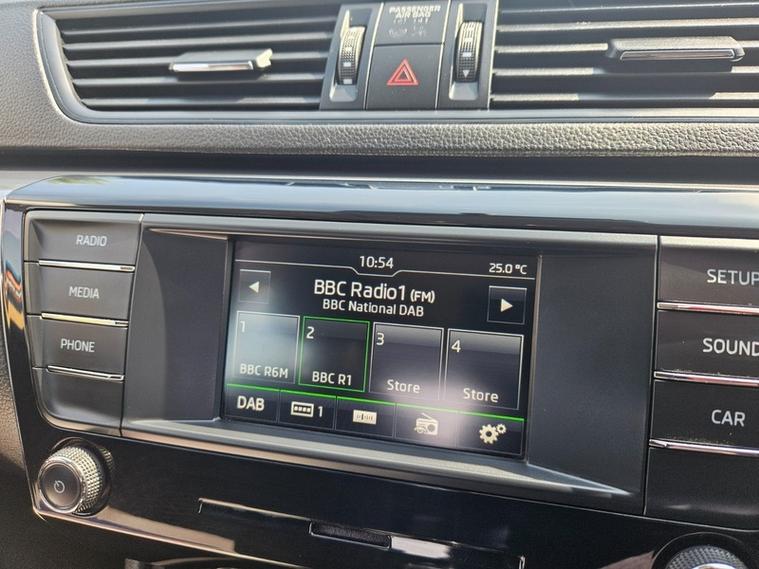 PASSENGER
AIR BAG
RADIO
MEDIA
PHONE
10:54
25.0 °C
BBC Radio1 (FM)
BBC National DAB
1
BBC R6M
2
BBC R1
3
Store
4
Store
DAB
1
SETUP
SOUND
CAR